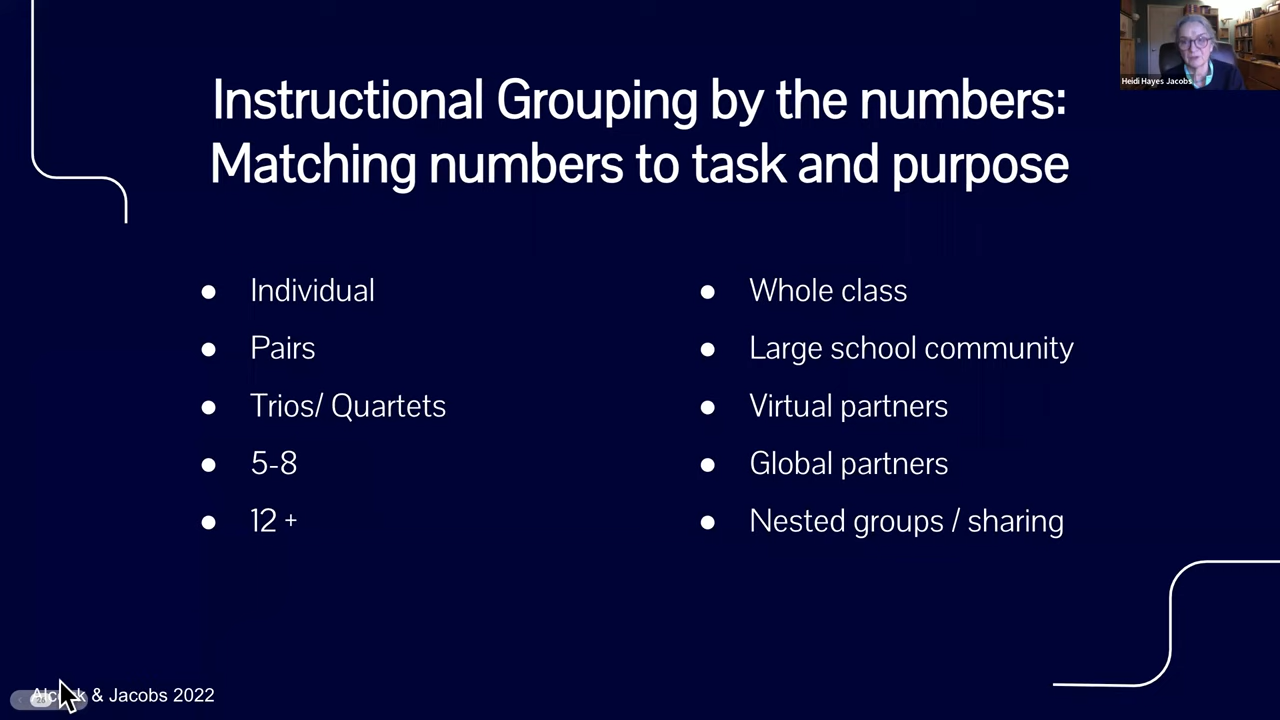 Heidi Hayes Jacobs
Instructional Grouping by the numbers:
Matching numbers to task and purpose
● Individual
● Pairs
● Trios/ Quartets
● 5-8
● 12 +
● Whole class
● Large school community
● Virtual partners
● Global partners
● Nested groups / sharing
& Jacobs 2022